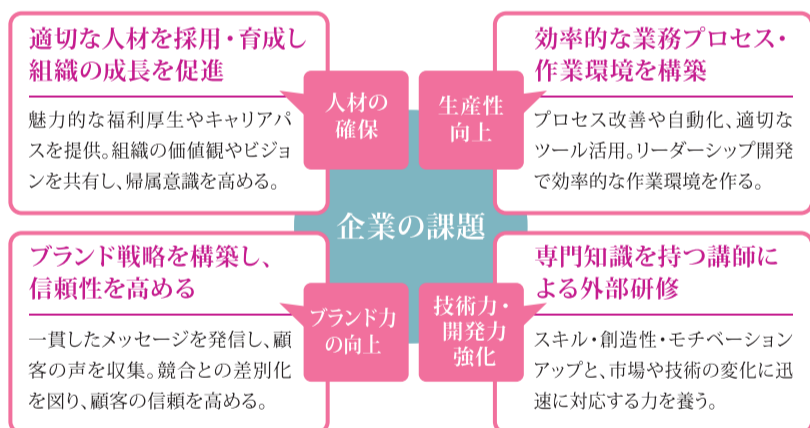 適切な人材を採用・育成し
組織の成長を促進
魅力的な福利厚生やキャリアパ
スを提供。組織の価値観やビジョ
ンを共有し、帰属意識を高める。
人材の
確保
生産性
向上
効率的な業務プロセス・
作業環境を構築
プロセス改善や自動化、適切な
ツール活用。リーダーシップ開発
で効率的な作業環境を作る。
企業の課題
ブランド戦略を構築し、
信頼性を高める
一貫したメッセージを発信し、顧
客の声を収集。競合との差別化
を図り、顧客の信頼を高める。
ブランド力
の向上
技術力・
開発力
強化
専門知識を持つ講師に
よる外部研修
スキル・創造性・モチベーション
アップと、市場や技術の変化に迅
速に対応する力を養う。